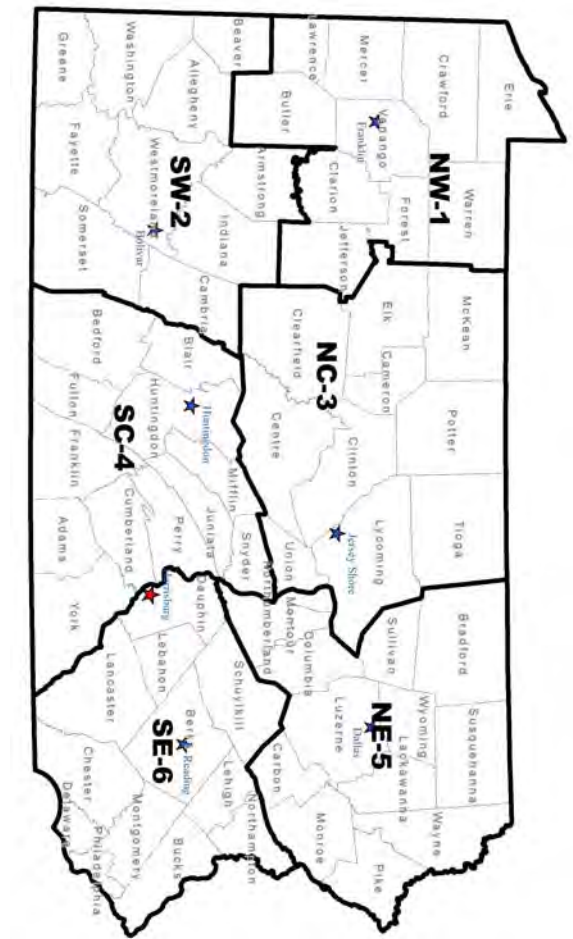 Erie
Crawford
Warren
McKean
Potter
Tioga
Bradford
Susquehanna
Wayne
Wyoming
Lackawanna
Sullivan
Pike
Mercer
Venango
Franklin
NW-1
Forest
Elk
Cameron
Clinton
Lycoming
Jersey Shore
NE-5
Dallas
Luzerne
Columbia
Monroe
Lawrence
Butler
Clarion
Jefferson
NC-3
Clearfield
Centre
Union
Montour
Northumberland
Carbon
Beaver
Allegheny
Armstrong
Indiana
Cambria
Blair
Huntingdon
Huntingdon
Mifflin
Juniata
Snyder
Schuylkill
Lehigh
Northampton
Washington
Westmoreland
SW-2
Bolivar
SC-4
Perry
Dauphin
Harrisburg
Lebanon
Berks
Reading
SE-6
Bucks
Montgomery
Greene
Fayette
Somerset
Bedford
Fulton
Franklin
Cumberland
Adams
York
Lancaster
Chester
Delaware
Philadelphia